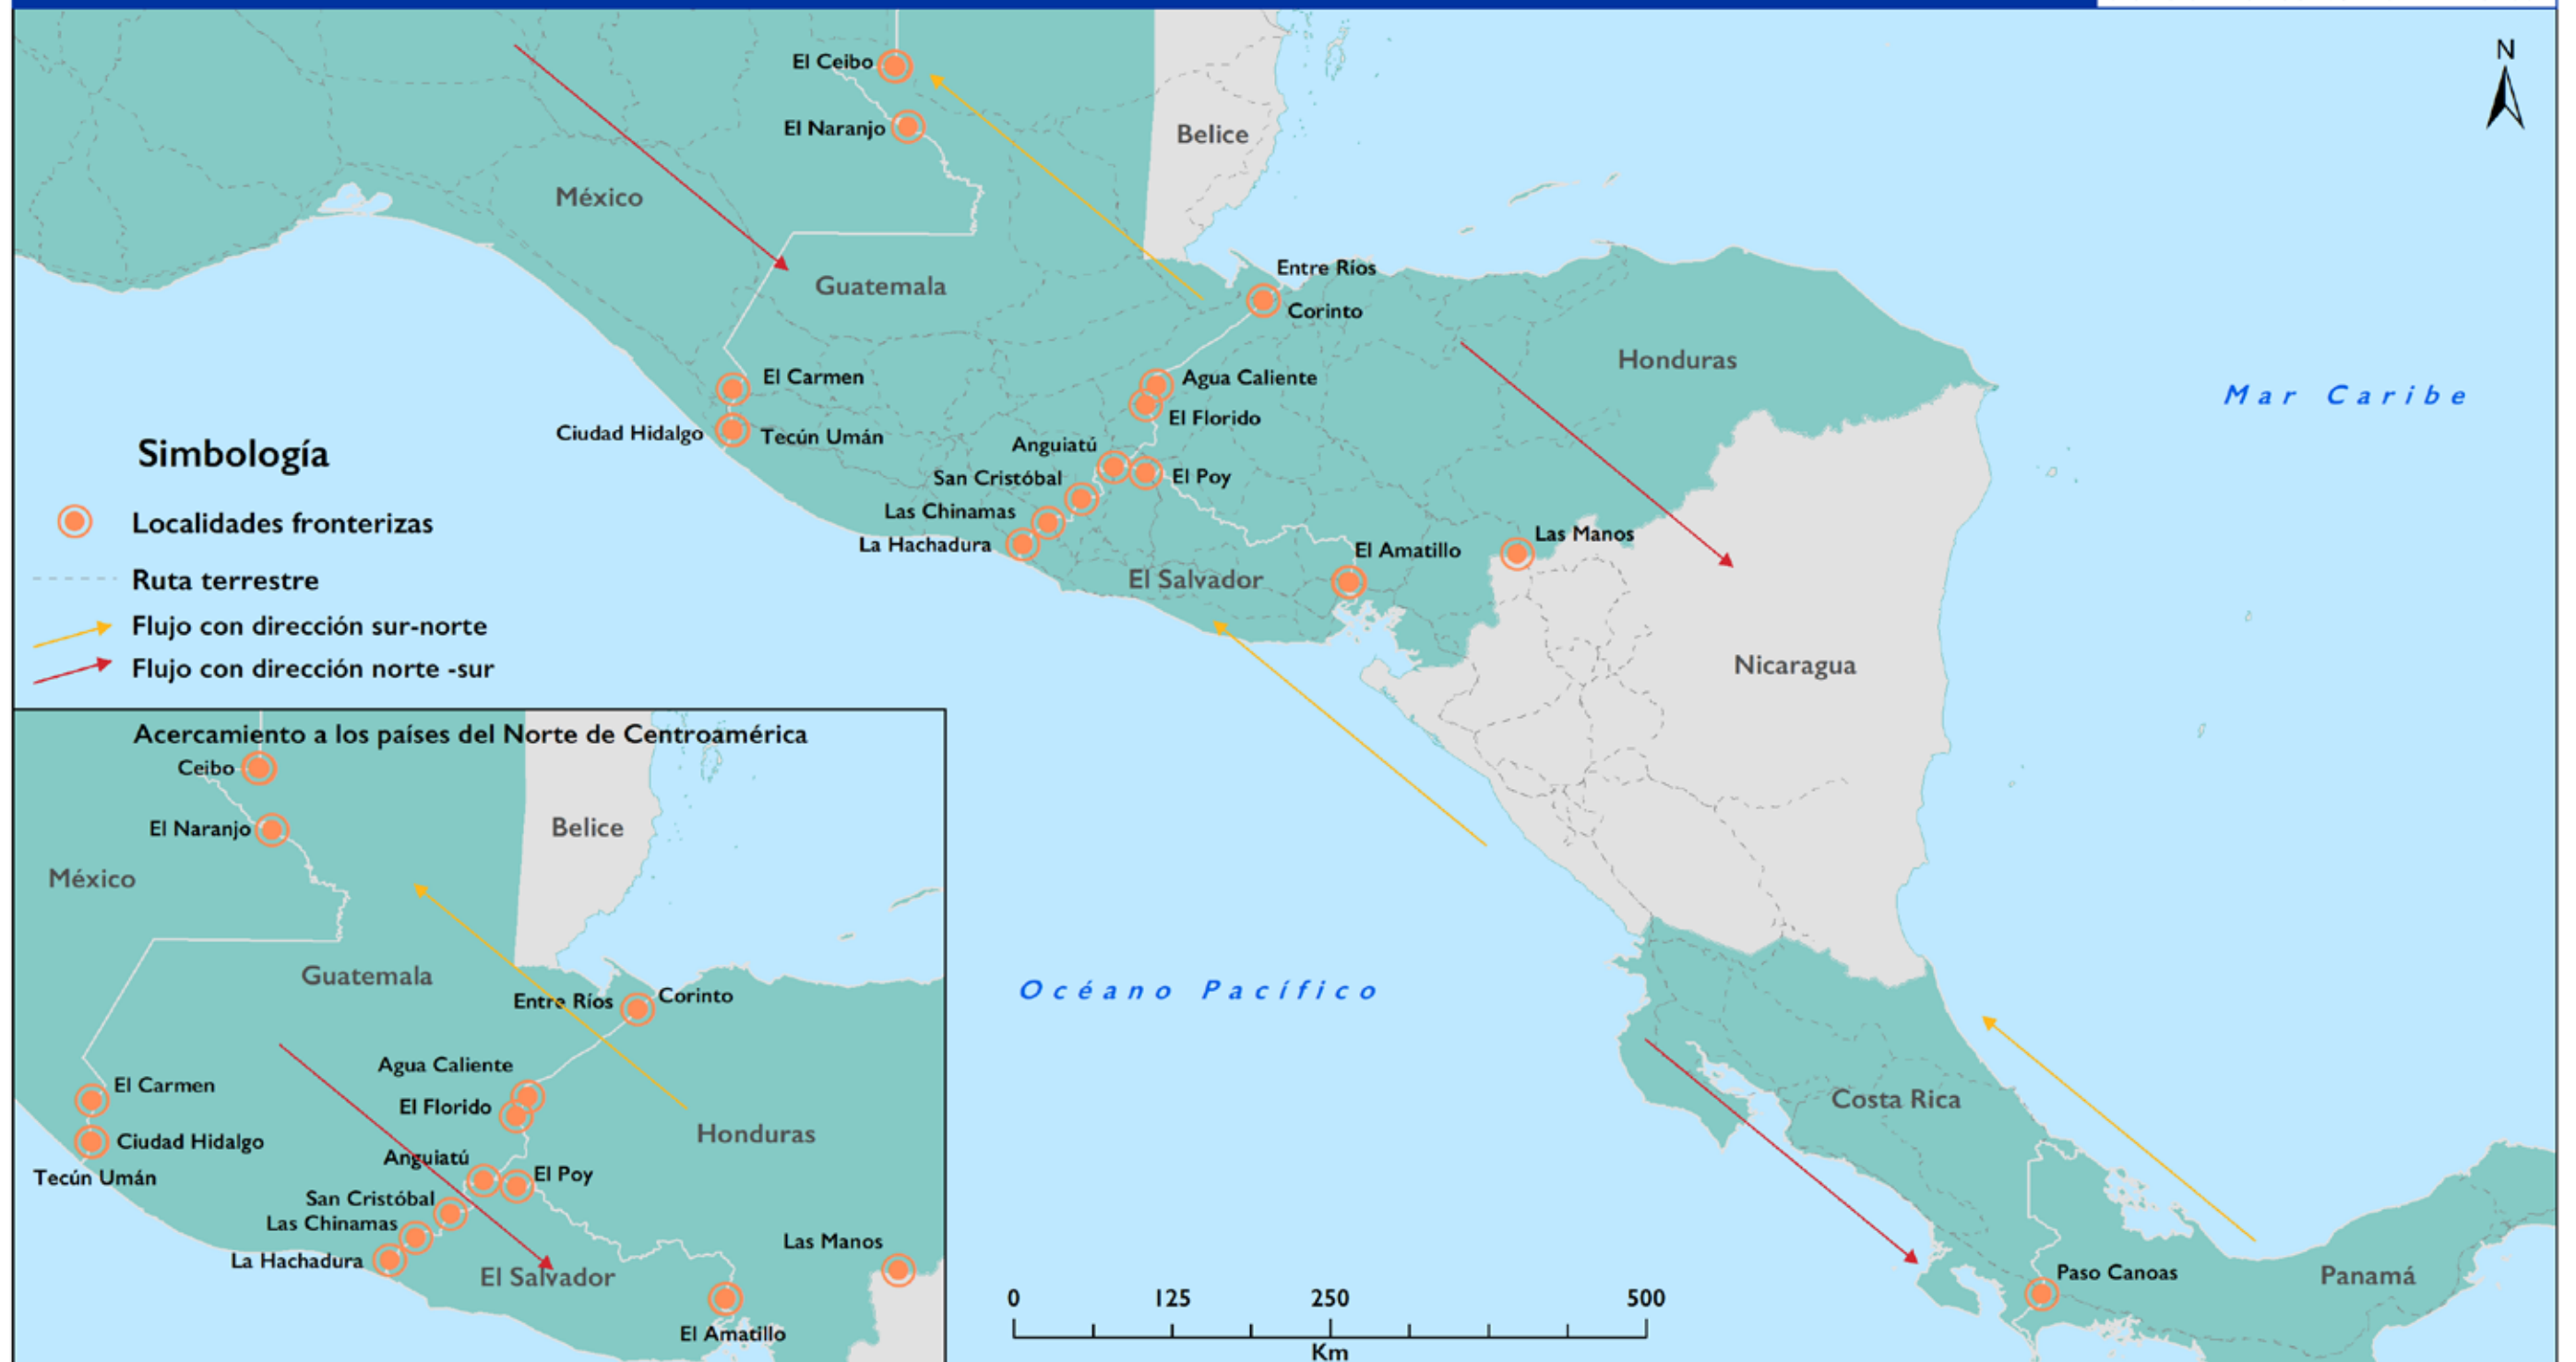 N
El Ceibo
El Naranjo
Belice
México
Guatemala
Entre Ríos
Corinto
Honduras
Mar Caribe
El Carmen
Agua Caliente
El Florido
Ciudad Hidalgo
Tecún Umán
Anguiatú
San Cristóbal
El Poy
Las Chinamas
La Hachadura
Las Manos
El Amatillo
El Salvador
Nicaragua
Simbología
Localidades fronterizas
Ruta terrestre
Flujo con dirección sur-norte
Flujo con dirección norte -sur
Acercamiento a los países del Norte de Centroamérica
Ceibo
El Naranjo
Belice
México
Guatemala
Entre Ríos
Corinto
Agua Caliente
El Carmen
El Florido
Honduras
Ciudad Hidalgo
Anguiatú
Tecún Umán
El Poy
San Cristóbal
Las Chinamas
Las Manos
La Hachadura
El Salvador
El Amatillo
Océano Pacífico
Costa Rica
Paso Canoas
Panamá
0 125 250 500
Km